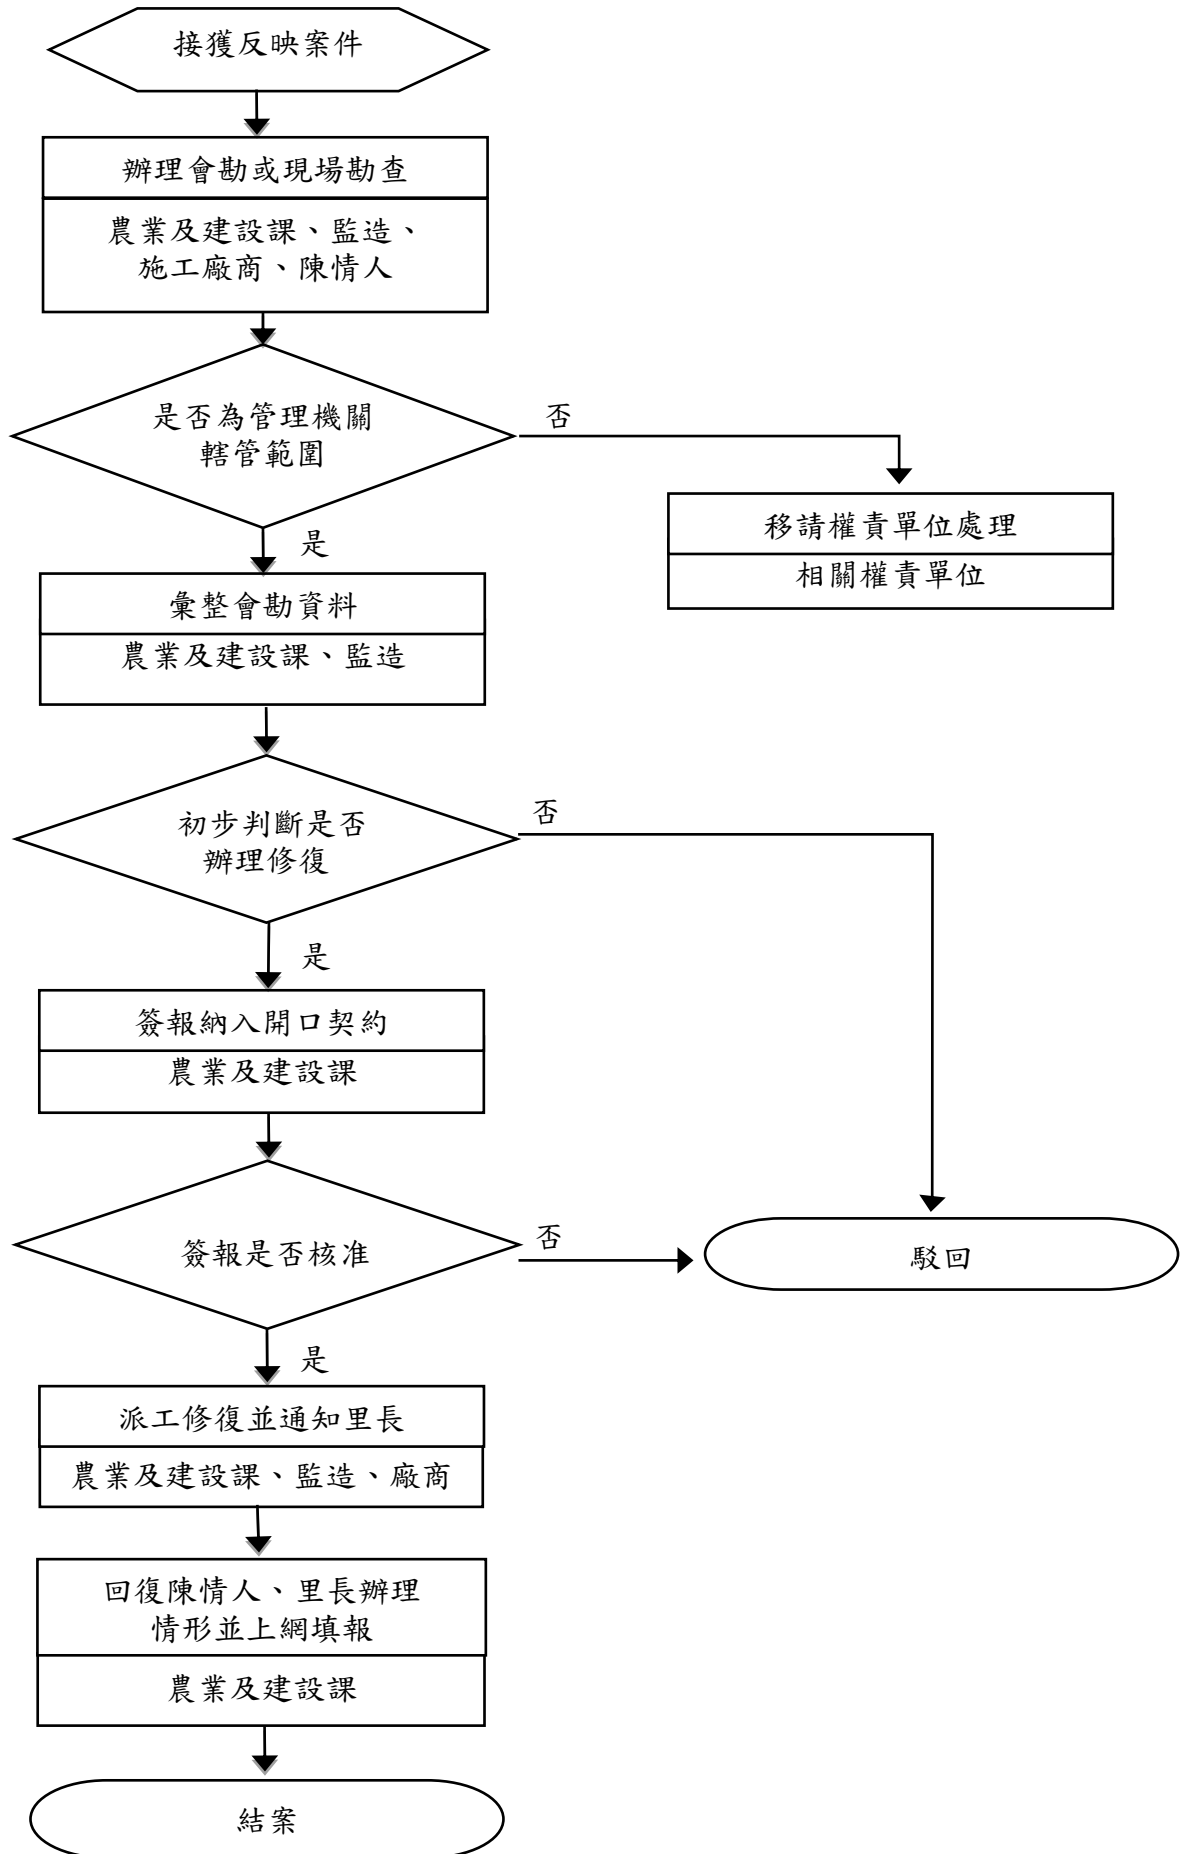 接獲反映案件
辦理會勘或現場勘查
農業及建設課、監造、
施工廠商、陳情人
是否為管理機關
轄管範圍
否
移請權責單位處理
相關權責單位
是
彙整會勘資料
農業及建設課、監造
初步判斷是否
辦理修復
否
是
簽報納入開口契約
農業及建設課
簽報是否核准
否
駁回
是
派工修復並通知里長
農業及建設課、監造、廠商
回復陳情人、里長辦理
情形並上網填報
農業及建設課
結案